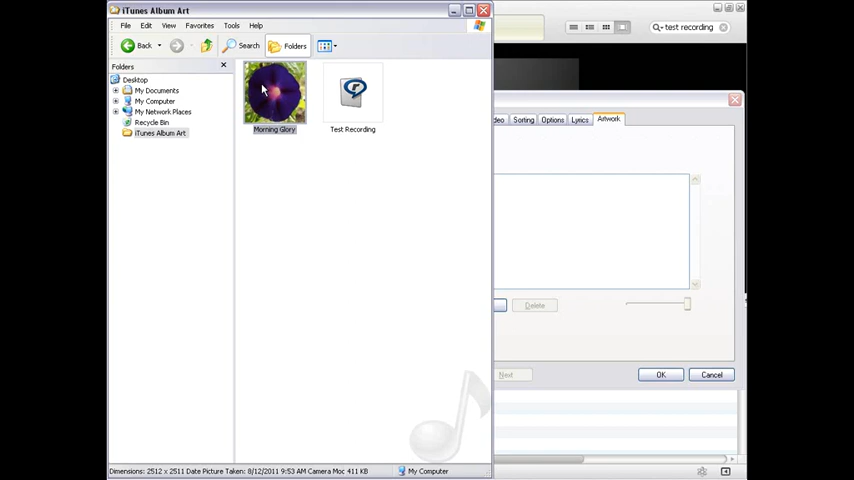 iTunes Album Art
File Edit View Favorites Tools Help
test recording
Back Search Folders
Folders
Desktop
My Documents
My Computer
My Network Places
Recycle Bin
iTunes Album Art
Morning Glory
Test Recording
Sorting Options Lyrics Artwork
Delete
Next OK Cancel
Dimensions: 2512 x 2511 Date Picture Taken: 8/12/2011 9:53 AM Camera Moc 411 KB My Computer